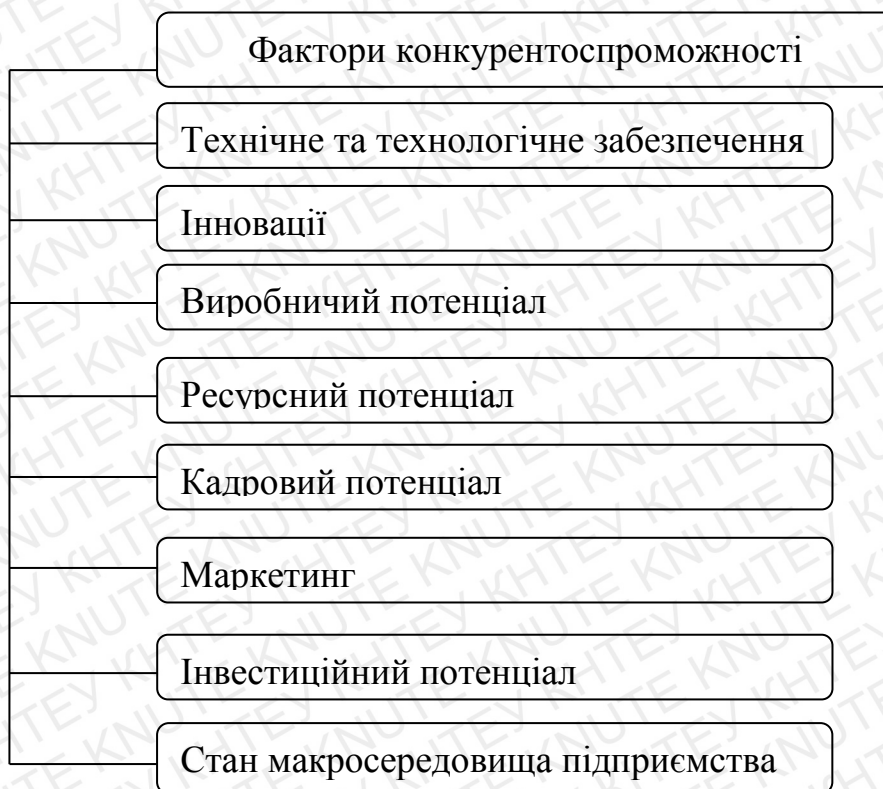 Фактори конкурентоспроможності
Технічне та технологічне забезпечення
Інновації
Виробничий потенціал
Ресурсний потенціал
Кадровий потенціал
Маркетинг
Інвестиційний потенціал
Стан макросередовища підприємства